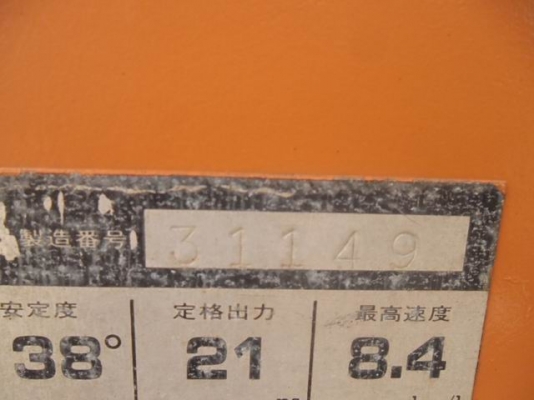 製造番号 31149
安定度 定格出力 最高速度
38° 21 8.4